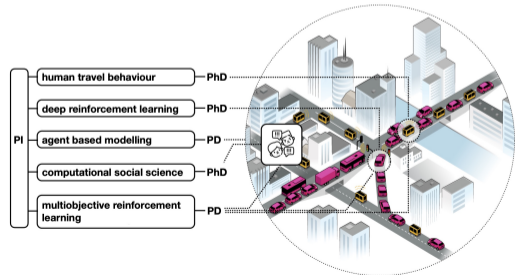 human travel behaviour PhD
deep reinforcement learning PhD
PI agent based modelling PD
computational social science PhD
multiobjective reinforcement
learning PD